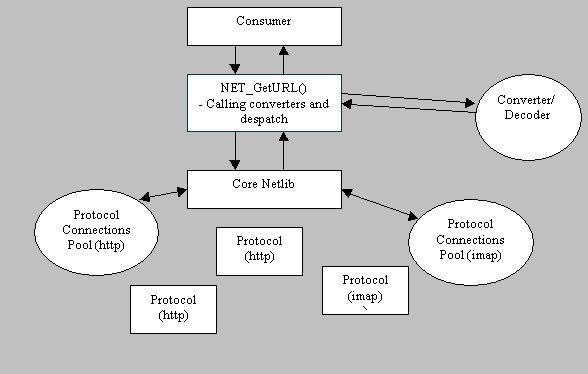 Consumer
NET_GetURL()
- Calling converters and
despatch
Converter/
Decoder
Core Netlib
Protocol
Connections
Pool (http)
Protocol
Connections
Pool (imap)
Protocol
(http)
Protocol
(imap)
Protocol
(http)